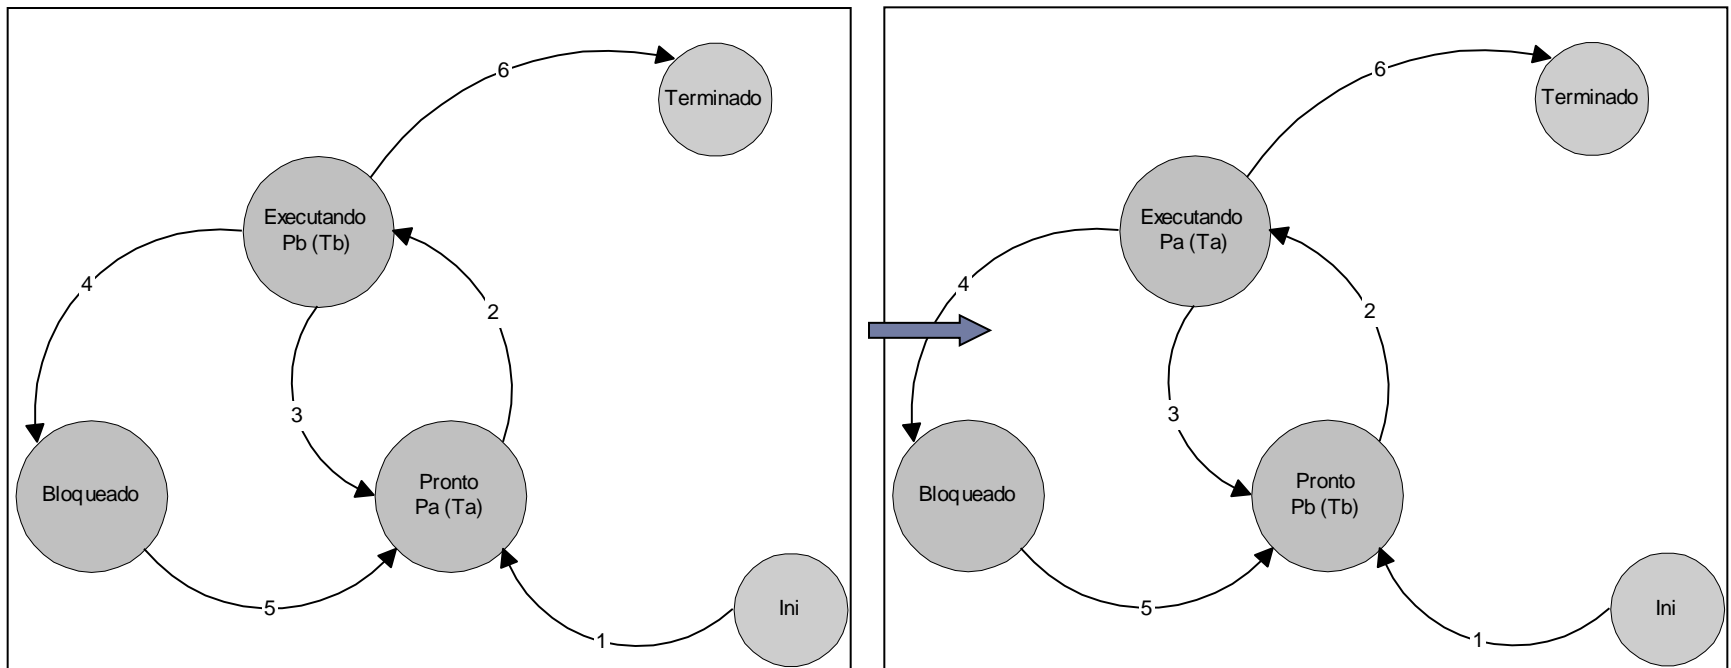 6
Terminado
Executando
Pb (Tb)
4
2
3
Pronto
Pa (Ta)
Bloqueado
5
Ini
1
6
Terminado
Executando
Pa (Ta)
4
2
3
Pronto
Pb (Tb)
Bloqueado
5
Ini
1